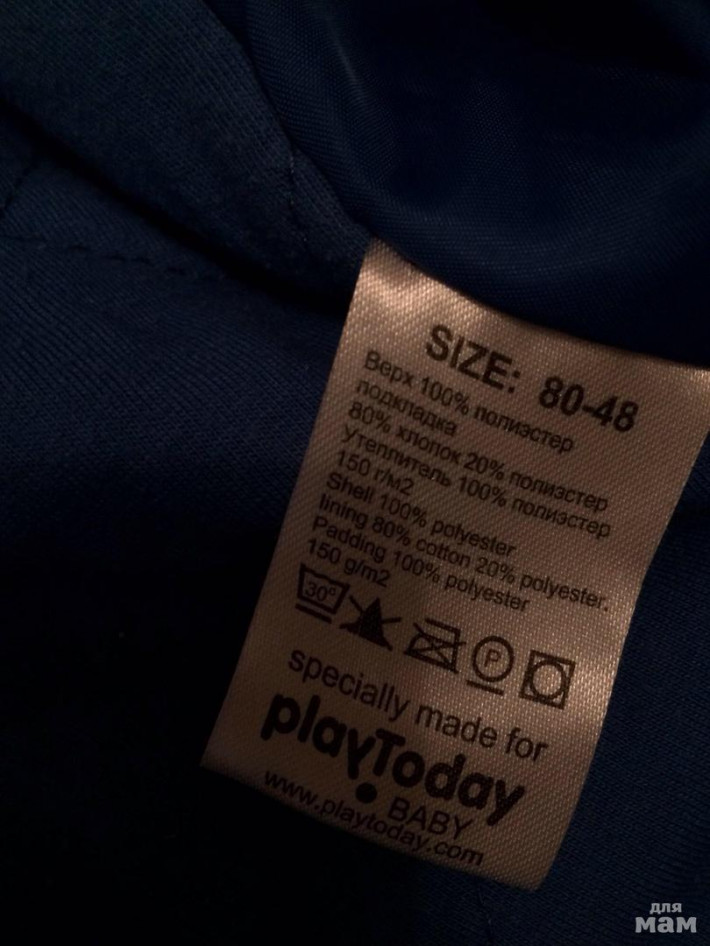 SIZE: 80-48
Верх 100% полиэстер
подкладка
80% хлопок 20% полиэстер
Утеплитель 100% полиэстер
150 г/м2
Shell 100% polyester
lining 80% cotton 20% polyester.
Padding 100% polyester
150 g/m2
30°
P
specially made for
playToday
BABY
www.playtoday.com
для
мам